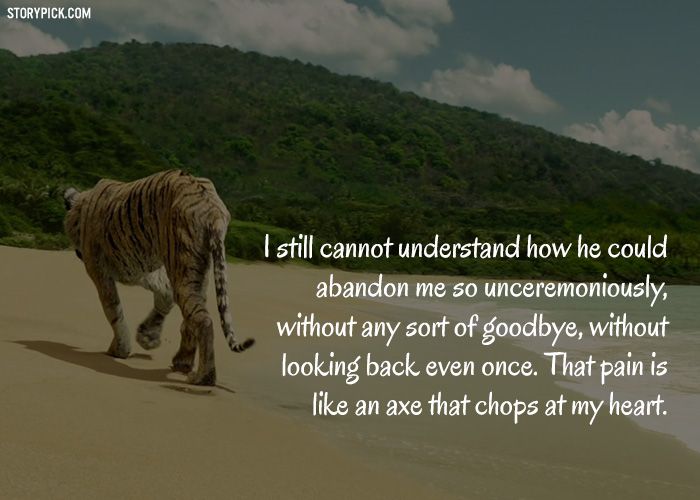 STORYPICK.COM
I still cannot understand how he could
abandon me so unceremoniously,
without any sort of goodbye, without
looking back even once. That pain is
like an axe that chops at my heart.